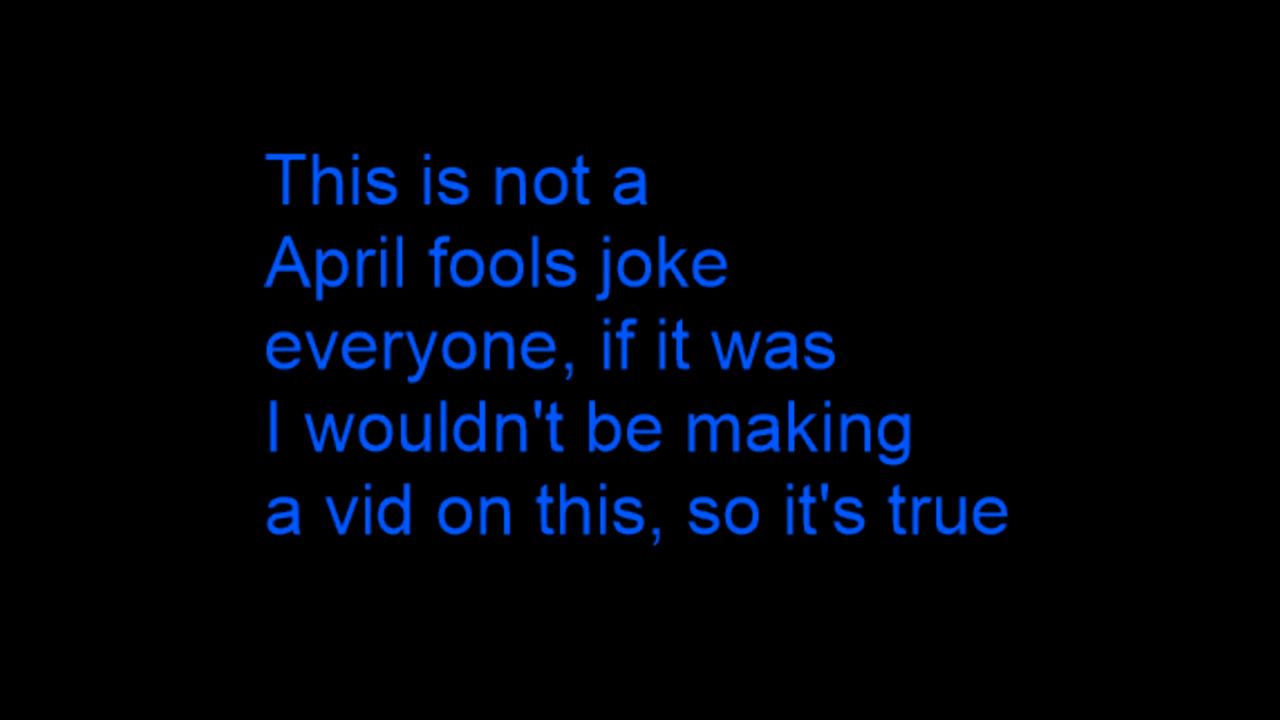 This is not a
April fools joke
everyone, if it was
I wouldn't be making
a vid on this, so it's true